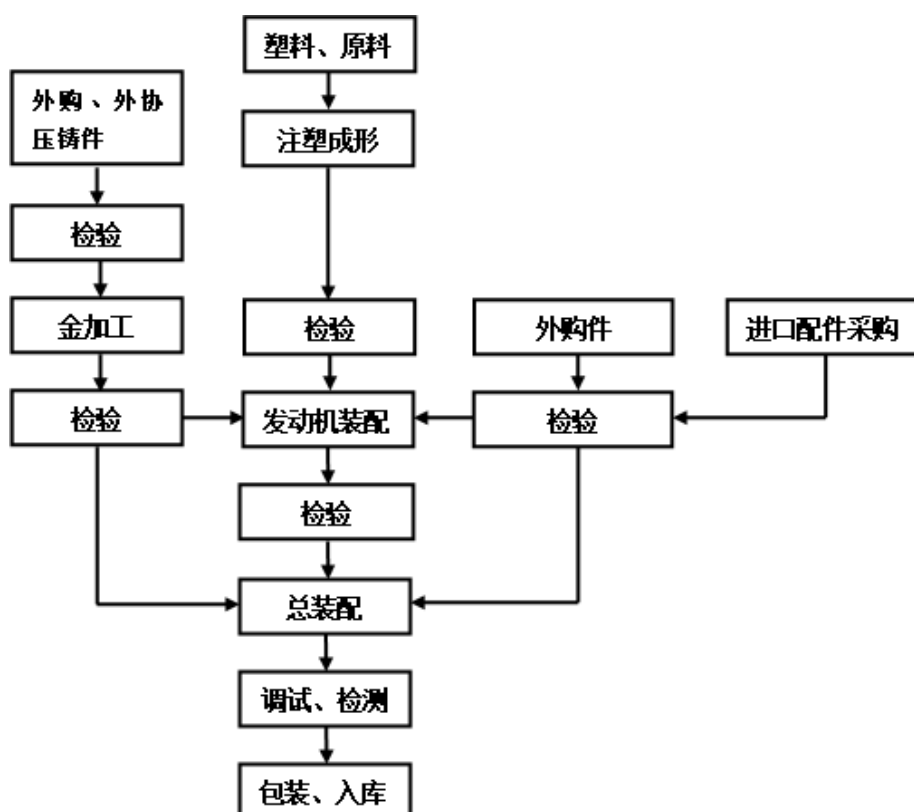 塑料、原料
外购、外协
压铸件
注塑成形
检验
金加工
检验
外购件
进口配件采购
检验
发动机装配
检验
检验
总装配
调试、检测
包装、入库